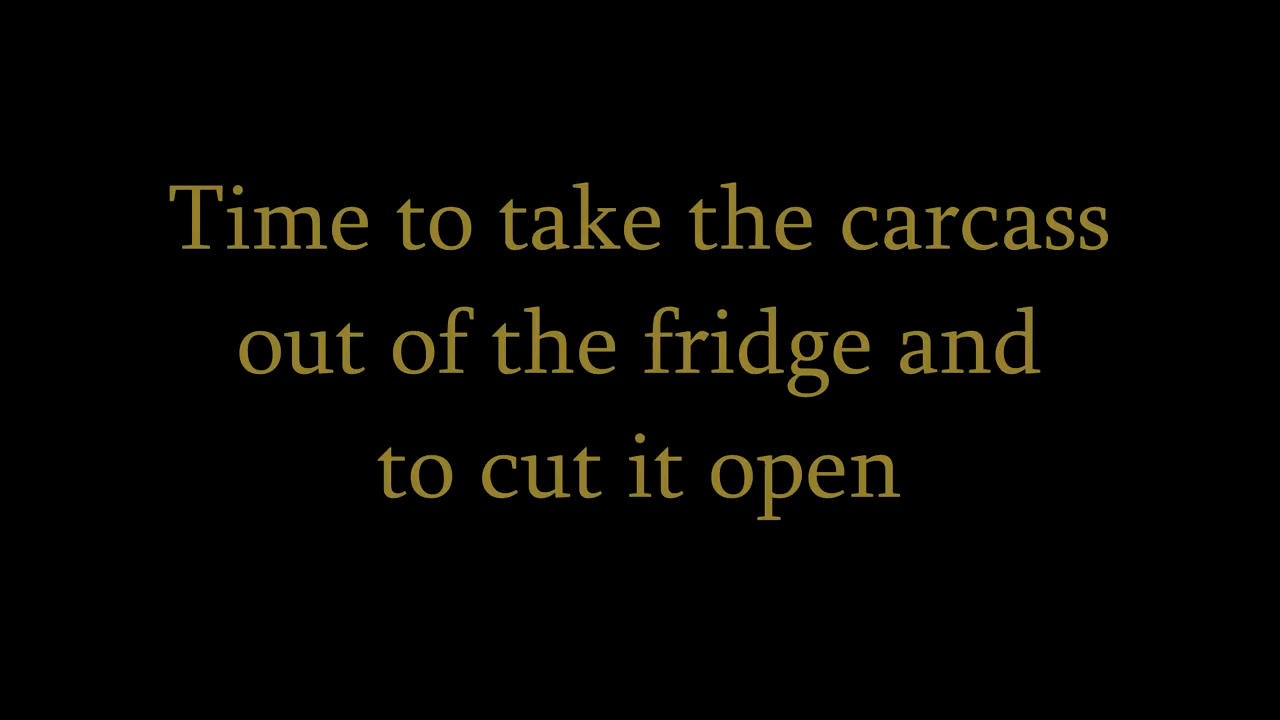 Time to take the carcass
out of the fridge and
to cut it open